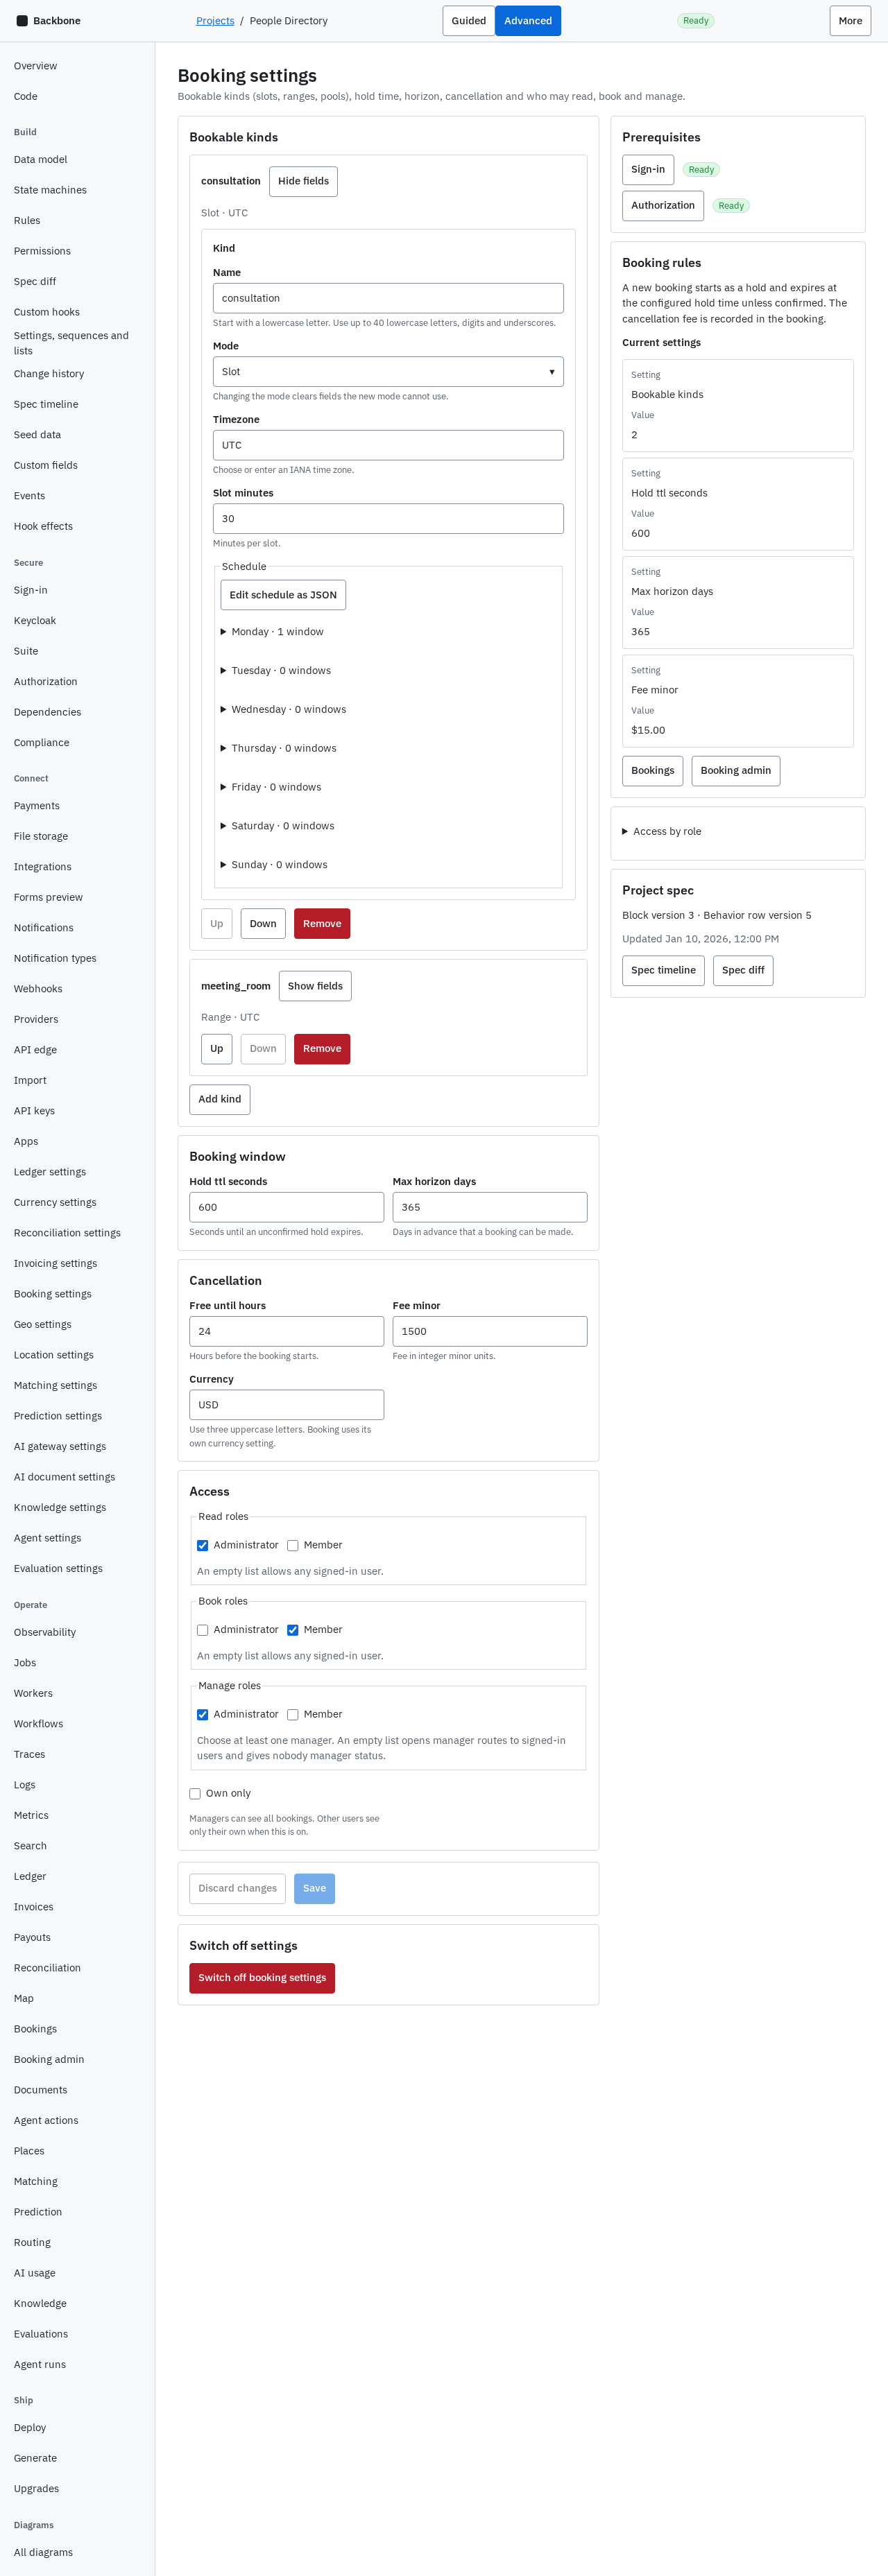 Backbone
Projects / People Directory
Guided
Advanced
Ready
More
Overview
Code
Build
Data model
State machines
Rules
Permissions
Spec diff
Custom hooks
Settings, sequences and
lists
Change history
Spec timeline
Seed data
Custom fields
Events
Hook effects
Secure
Sign-in
Keycloak
Suite
Authorization
Dependencies
Compliance
Connect
Payments
File storage
Integrations
Forms preview
Notifications
Notification types
Webhooks
Providers
API edge
Import
API keys
Apps
Ledger settings
Currency settings
Reconciliation settings
Invoicing settings
Booking settings
Geo settings
Location settings
Matching settings
Prediction settings
AI gateway settings
AI document settings
Knowledge settings
Agent settings
Evaluation settings
Operate
Observability
Jobs
Workers
Workflows
Traces
Logs
Metrics
Search
Ledger
Invoices
Payouts
Reconciliation
Map
Bookings
Booking admin
Documents
Agent actions
Places
Matching
Prediction
Routing
AI usage
Knowledge
Evaluations
Agent runs
Ship
Deploy
Generate
Upgrades
Diagrams
All diagrams
Booking settings
Bookable kinds (slots, ranges, pools), hold time, horizon, cancellation and who may read, book and manage.
Bookable kinds
consultation
Hide fields
Slot · UTC
Kind
Name
consultation
Start with a lowercase letter. Use up to 40 lowercase letters, digits and underscores.
Mode
Slot
Changing the mode clears fields the new mode cannot use.
Timezone
UTC
Choose or enter an IANA time zone.
Slot minutes
30
Minutes per slot.
Schedule
Edit schedule as JSON
Monday · 1 window
Tuesday · 0 windows
Wednesday · 0 windows
Thursday · 0 windows
Friday · 0 windows
Saturday · 0 windows
Sunday · 0 windows
Up
Down
Remove
meeting_room
Show fields
Range · UTC
Up
Down
Remove
Add kind
Booking window
Hold ttl seconds
600
Seconds until an unconfirmed hold expires.
Max horizon days
365
Days in advance that a booking can be made.
Cancellation
Free until hours
24
Hours before the booking starts.
Fee minor
1500
Fee in integer minor units.
Currency
USD
Use three uppercase letters. Booking uses its
own currency setting.
Access
Read roles
Administrator
Member
An empty list allows any signed-in user.
Book roles
Administrator
Member
An empty list allows any signed-in user.
Manage roles
Administrator
Member
Choose at least one manager. An empty list opens manager routes to signed-in
users and gives nobody manager status.
Own only
Managers can see all bookings. Other users see
only their own when this is on.
Discard changes
Save
Switch off settings
Switch off booking settings
Prerequisites
Sign-in
Ready
Authorization
Ready
Booking rules
A new booking starts as a hold and expires at
the configured hold time unless confirmed. The
cancellation fee is recorded in the booking.
Current settings
Setting
Bookable kinds
Value
2
Setting
Hold ttl seconds
Value
600
Setting
Max horizon days
Value
365
Setting
Fee minor
Value
$15.00
Bookings
Booking admin
Access by role
Project spec
Block version 3 · Behavior row version 5
Updated Jan 10, 2026, 12:00 PM
Spec timeline
Spec diff